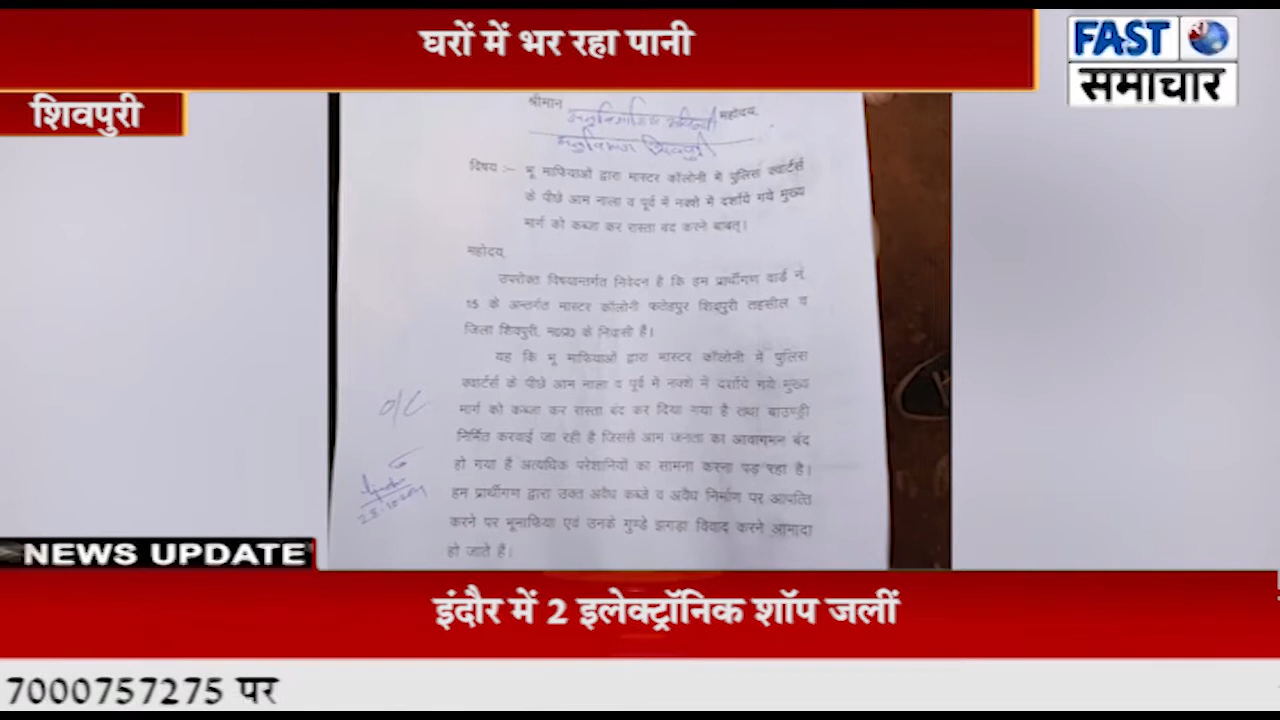 घरों में भर रहा पानी
FAST
समाचार
शिवपुरी
श्रीमान
महोदय,
विषय :- भू माफियाओं द्वारा मास्टर कॉलोनी में पुलिस क्वार्टर्स
के पीछे आम नाला व पूर्व में नक्शे में दर्शाये गये मुख्य
मार्ग को कब्जा कर रास्ता बंद करने बाबत्।
महोदय,
उपरोक्त विषयान्तर्गत निवेदन है कि हम प्रार्थीगण वार्ड नं.
15 के अन्तर्गत मास्टर कॉलोनी फतेहपुर शिवपुरी तहसील व
जिला शिवपुरी, म0प्र0 के निवासी हैं।
यह कि भू माफियाओं द्वारा मास्टर कॉलोनी में पुलिस
क्वार्टर्स के पीछे आम नाला व पूर्व में नक्शे में दर्शाये गये मुख्य
मार्ग को कब्जा कर रास्ता बंद कर दिया गया है तथा बाउण्ड्री
निर्मित करवाई जा रही है जिससे आम जनता का आवागमन बंद
हो गया है अत्यधिक परेशानियों का सामना करना पड़ रहा है।
हम प्रार्थीगण द्वारा उक्त अवैध कब्जे व अवैध निर्माण पर आपत्ति
करने पर भूमाफिया एवं उनके गुण्डे झगड़ा विवाद करने आमादा
हो जाते हैं।
O/C
NEWS UPDATE
इंदौर में 2 इलेक्ट्रॉनिक शॉप जलीं
7000757275 पर